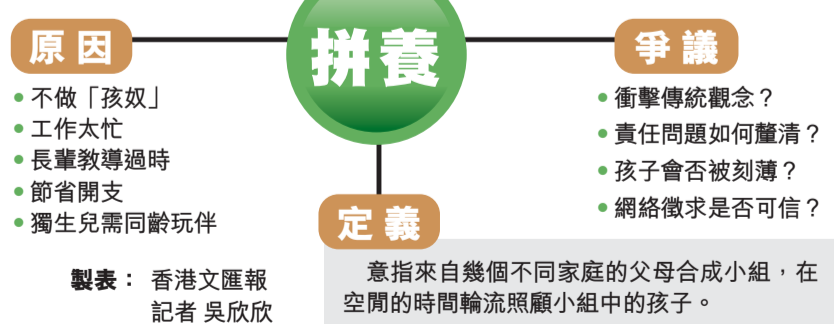 拼養
原因
• 不做「孩奴」
• 工作太忙
• 長輩教導過時
• 節省開支
• 獨生兒需同齡玩伴
爭議
• 衝擊傳統觀念？
• 責任問題如何釐清？
• 孩子會否被刻薄？
• 網絡徵求是否可信？
定義
意指來自幾個不同家庭的父母合成小組，在
空閒的時間輪流照顧小組中的孩子。
製表： 香港文匯報
記者 吳欣欣